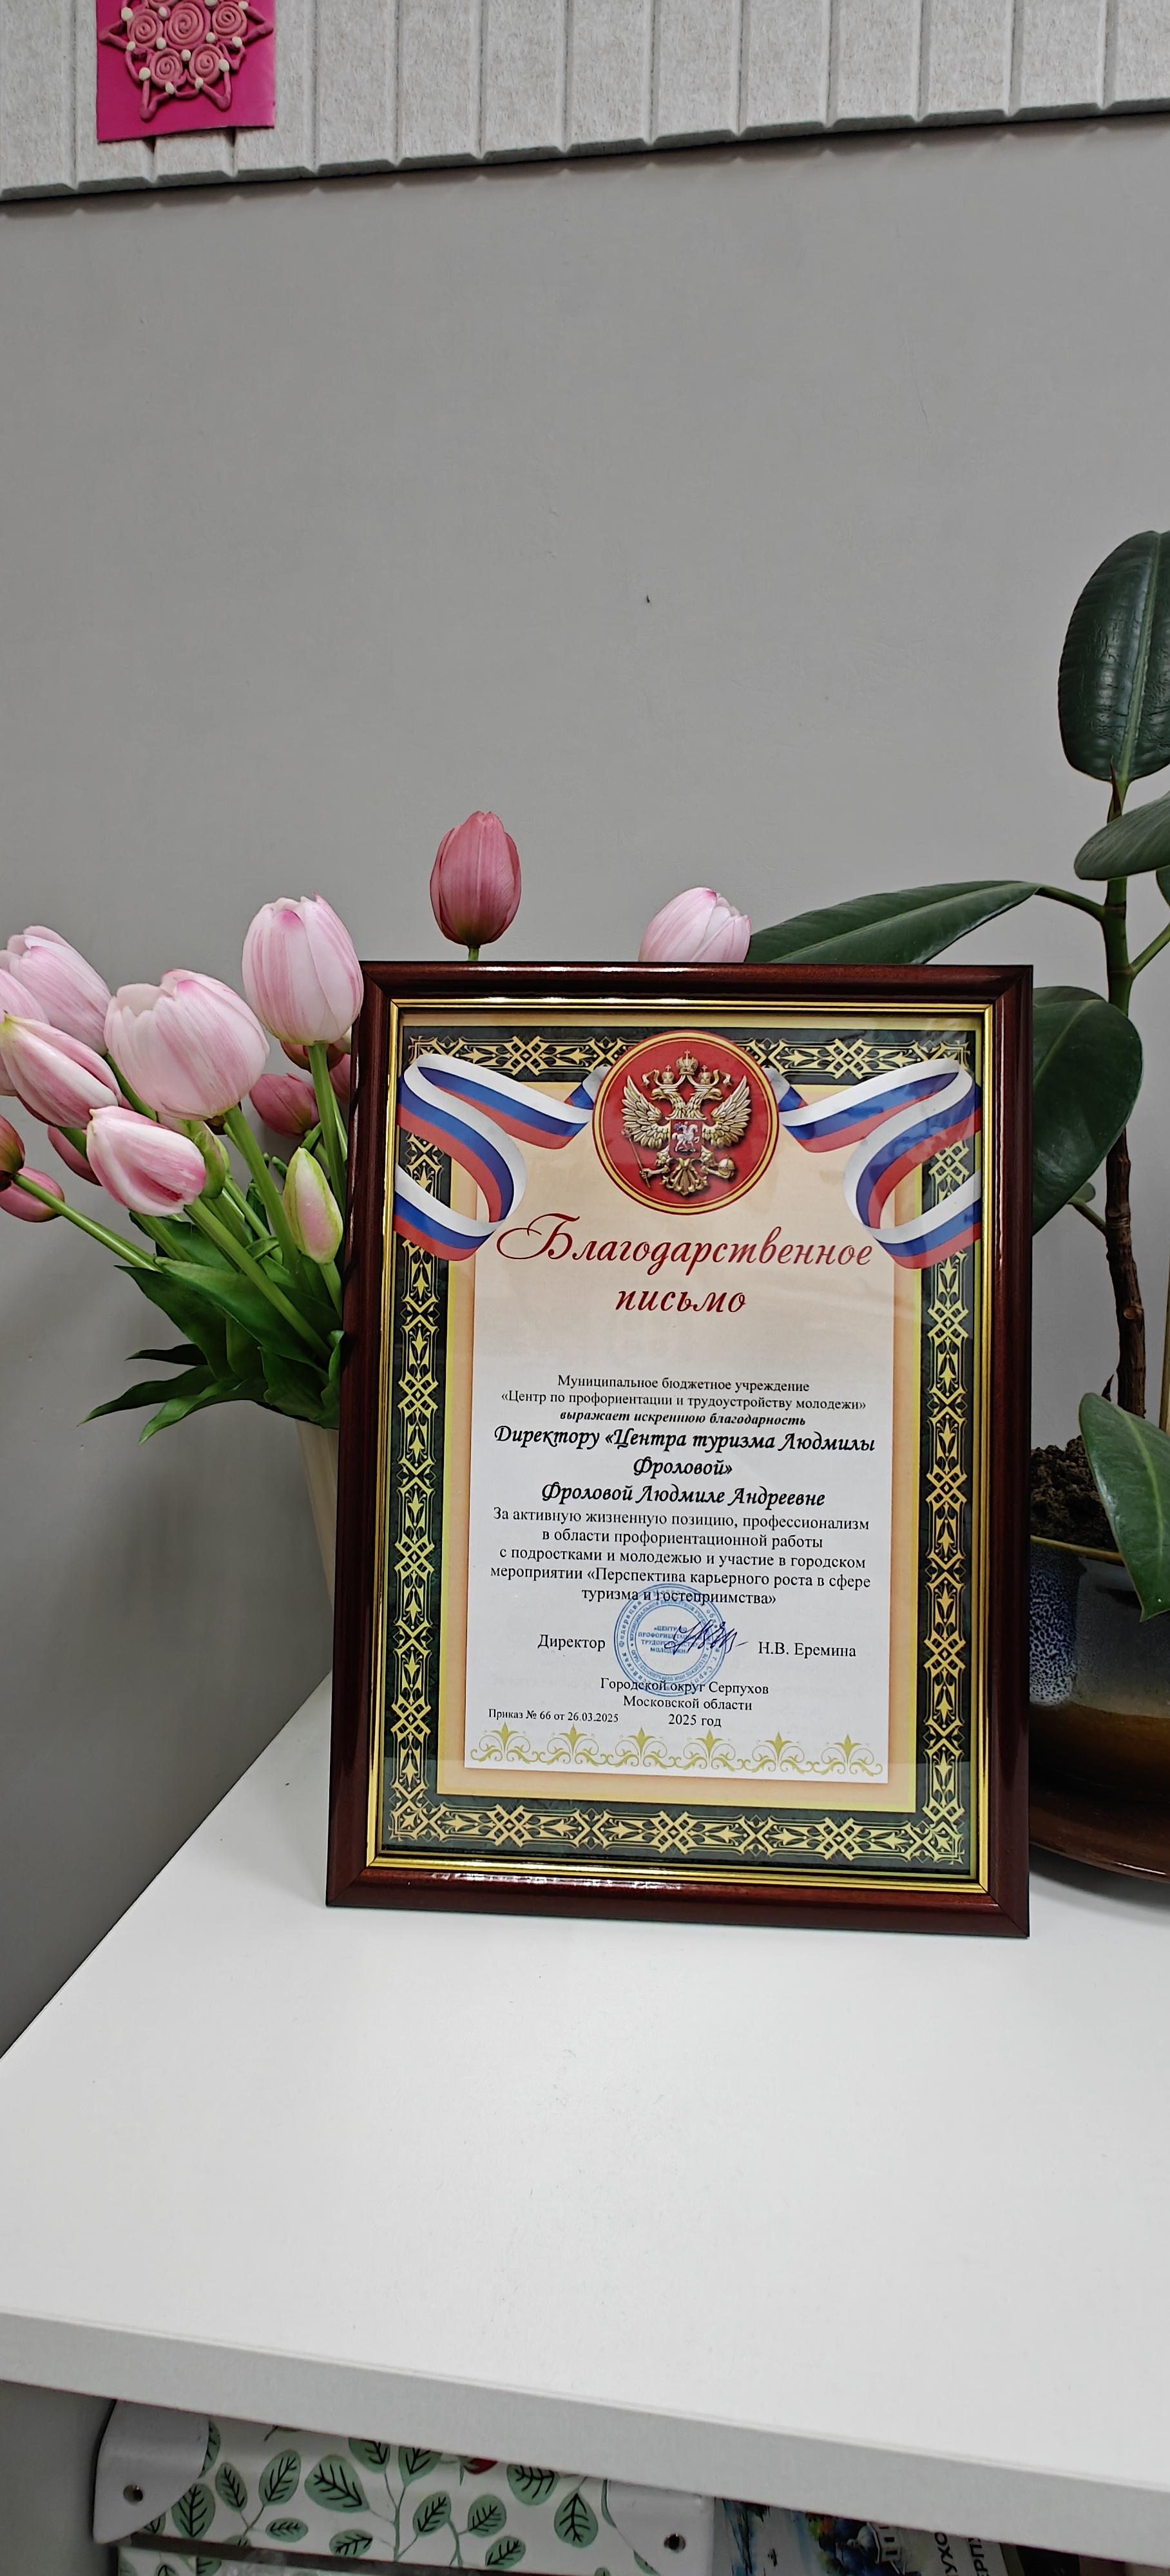 Благодарственное
письмо
Муниципальное бюджетное учреждение
«Центр по профориентации и трудоустройству молодежи»
выражает искреннюю благодарность
Директору «Центра туризма Людмилы
Фроловой»
Фроловой Людмиле Андреевне
За активную жизненную позицию, профессионализм
в области профориентационной работы
с подростками и молодежью и участие в городском
мероприятии «Перспектива карьерного роста в сфере
туризма и гостеприимства»
Директор Н.В. Еремина
Городской округ Серпухов
Московской области
Приказ № 66 от 26.03.2025 2025 год